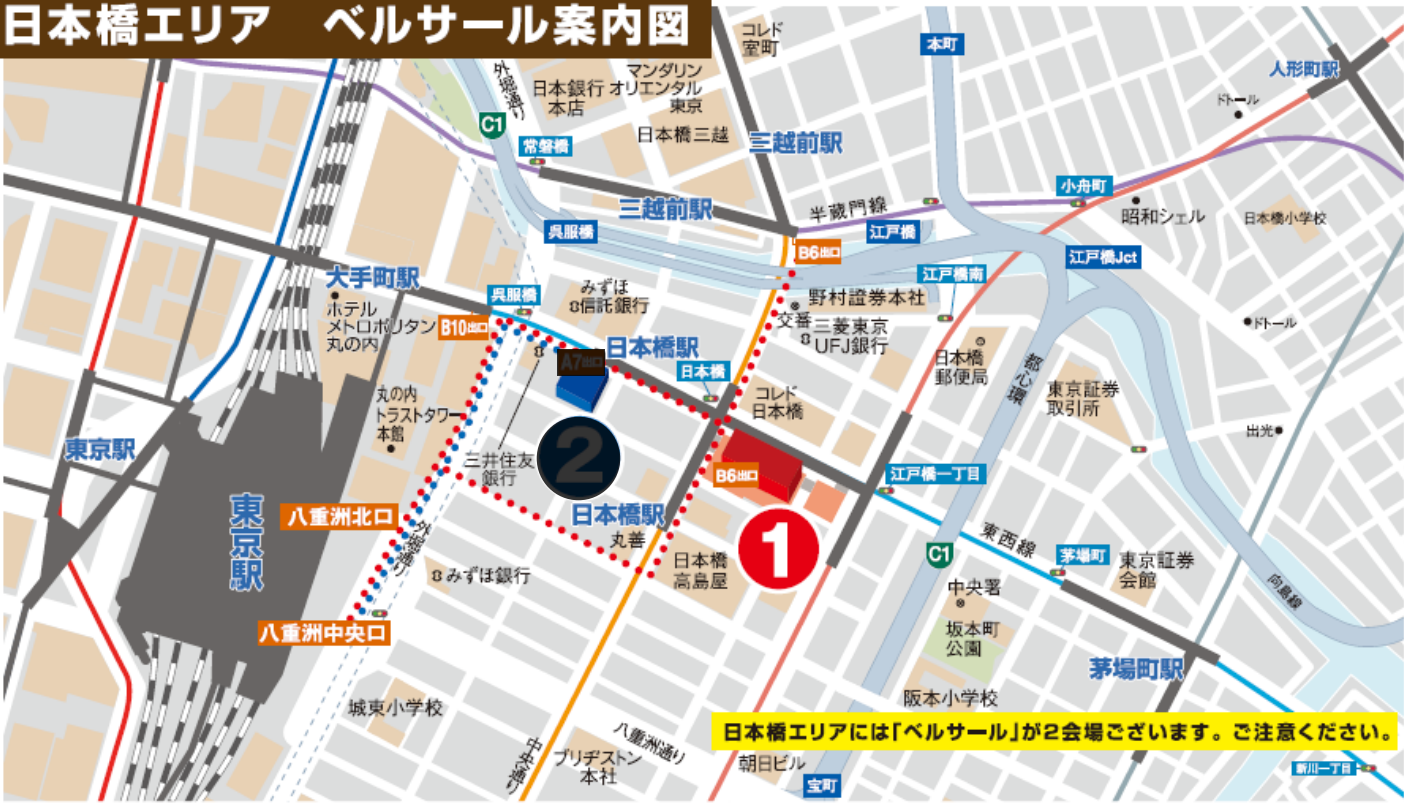 日本橋エリア　ベルサール案内図
コレド
室町
本町
人形町駅
外堀通り
マンダリン
オリエンタル
東京
日本銀行
本店
ドトール
C1
日本橋三越
三越前駅
常磐橋
小舟町
三越前駅
半蔵門線
昭和シェル
日本橋小学校
呉服橋
江戸橋
B6出口
江戸橋Jct
大手町駅
江戸橋南
みずほ
信託銀行
呉服橋
野村證券本社
ホテル
メトロポリタン
丸の内
B10出口
交番
三菱東京
UFJ銀行
ドトール
日本橋駅
A7出口
日本橋
日本橋
郵便局
都心環
東京証券
取引所
丸の内
トラストタワー
本館
コレド
日本橋
出光
東京駅
2
三井住友
銀行
B6出口
江戸橋一丁目
東京駅
八重洲北口
日本橋駅
丸善
1
外堀通り
東西線
C1
茅場町
東京証券
会館
みずほ銀行
日本橋
高島屋
中央署
向島線
八重洲中央口
坂本町
公園
茅場町駅
阪本小学校
城東小学校
日本橋エリアには「ベルサール」が2会場ございます。ご注意ください。
八重洲通り
中央通り
ブリヂストン
本社
朝日ビル
宝町
新川一丁目